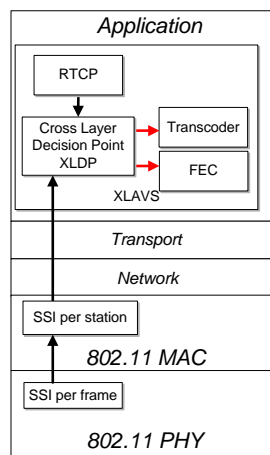 Application
RTCP
Cross Layer
Decision Point
XLDP
Transcoder
FEC
XLAVS
Transport
Network
SSI per station
802.11 MAC
SSI per frame
802.11 PHY